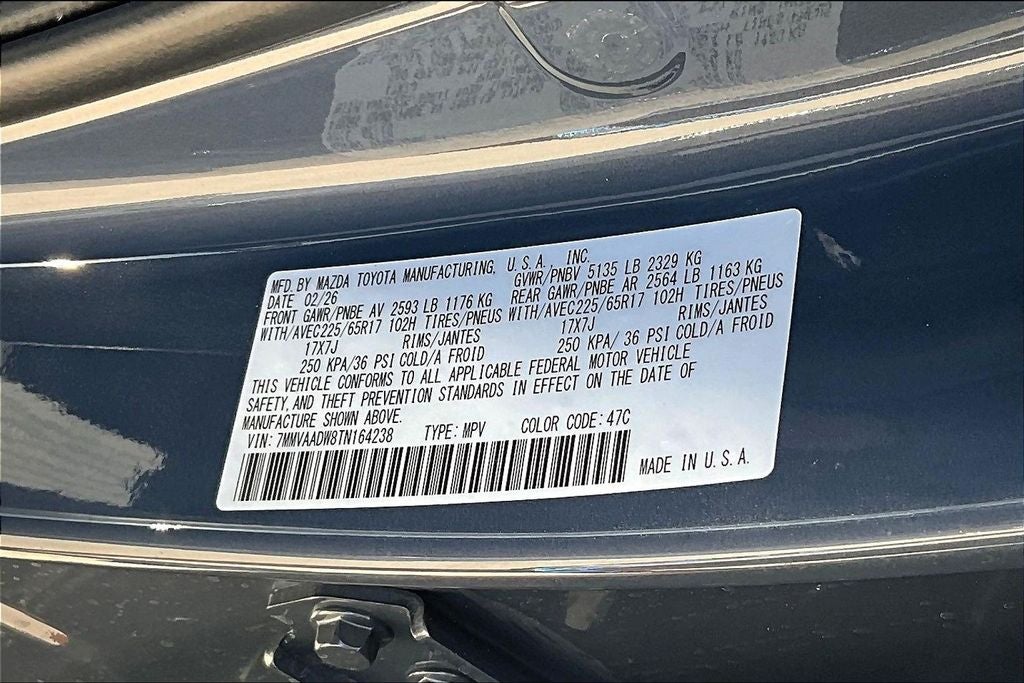 MFD. BY MAZDA TOYOTA MANUFACTURING, U.S.A. INC.
DATE 02/26 GVWR/PNBV 5135 LB 2329 KG
FRONT GAWR/PNBE AV 2593 LB 1176 KG REAR GAWR/PNBE AR 2564 LB 1163 KG
WITH/AVEC225/65R17 102H TIRES/PNEUS WITH/AVEC225/65R17 102H TIRES/PNEUS
17X7J RIMS/JANTES 17X7J RIMS/JANTES
250 KPA/36 PSI COLD/A FROID 250 KPA/36 PSI COLD/A FROID
THIS VEHICLE CONFORMS TO ALL APPLICABLE FEDERAL MOTOR VEHICLE
SAFETY, AND THEFT PREVENTION STANDARDS IN EFFECT ON THE DATE OF
MANUFACTURE SHOWN ABOVE.
VIN: 7MMVAADW8TN164238 TYPE: MPV COLOR CODE: 47C
MADE IN U.S.A.